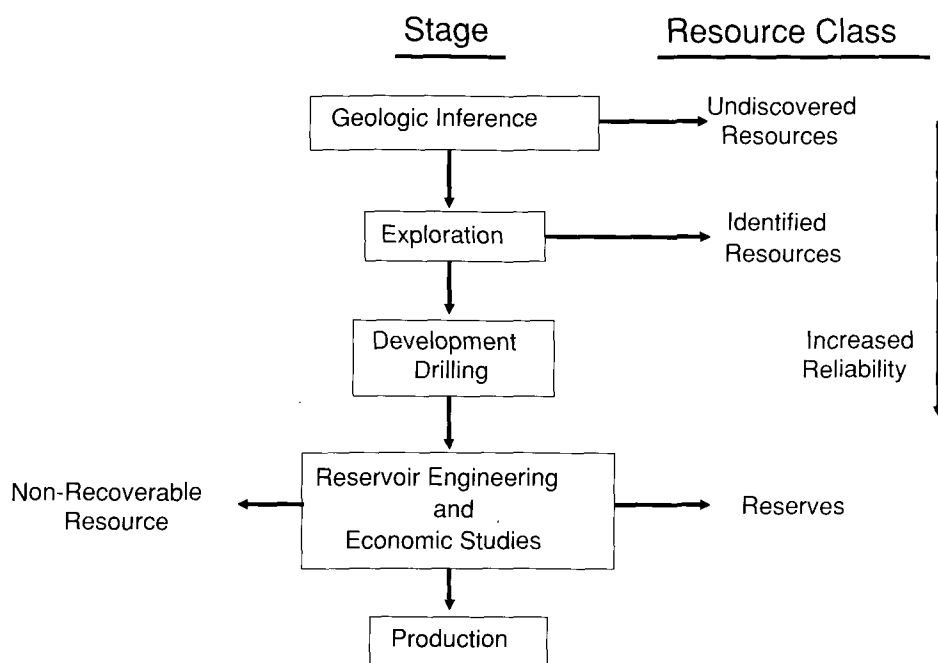 Stage
Resource Class
Geologic Inference
Undiscovered
Resources
Exploration
Identified
Resources
Development
Drilling
Increased
Reliability
Non-Recoverable
Resource
Reservoir Engineering
and
Economic Studies
Reserves
Production